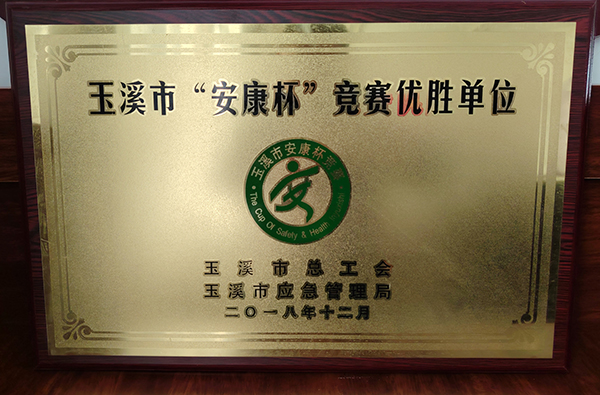 玉溪市“安康杯”竞赛优胜单位
玉溪市安康杯竞赛
The Cup Of Safety & Health
玉溪市总工会
玉溪市应急管理局
二〇一八年十二月